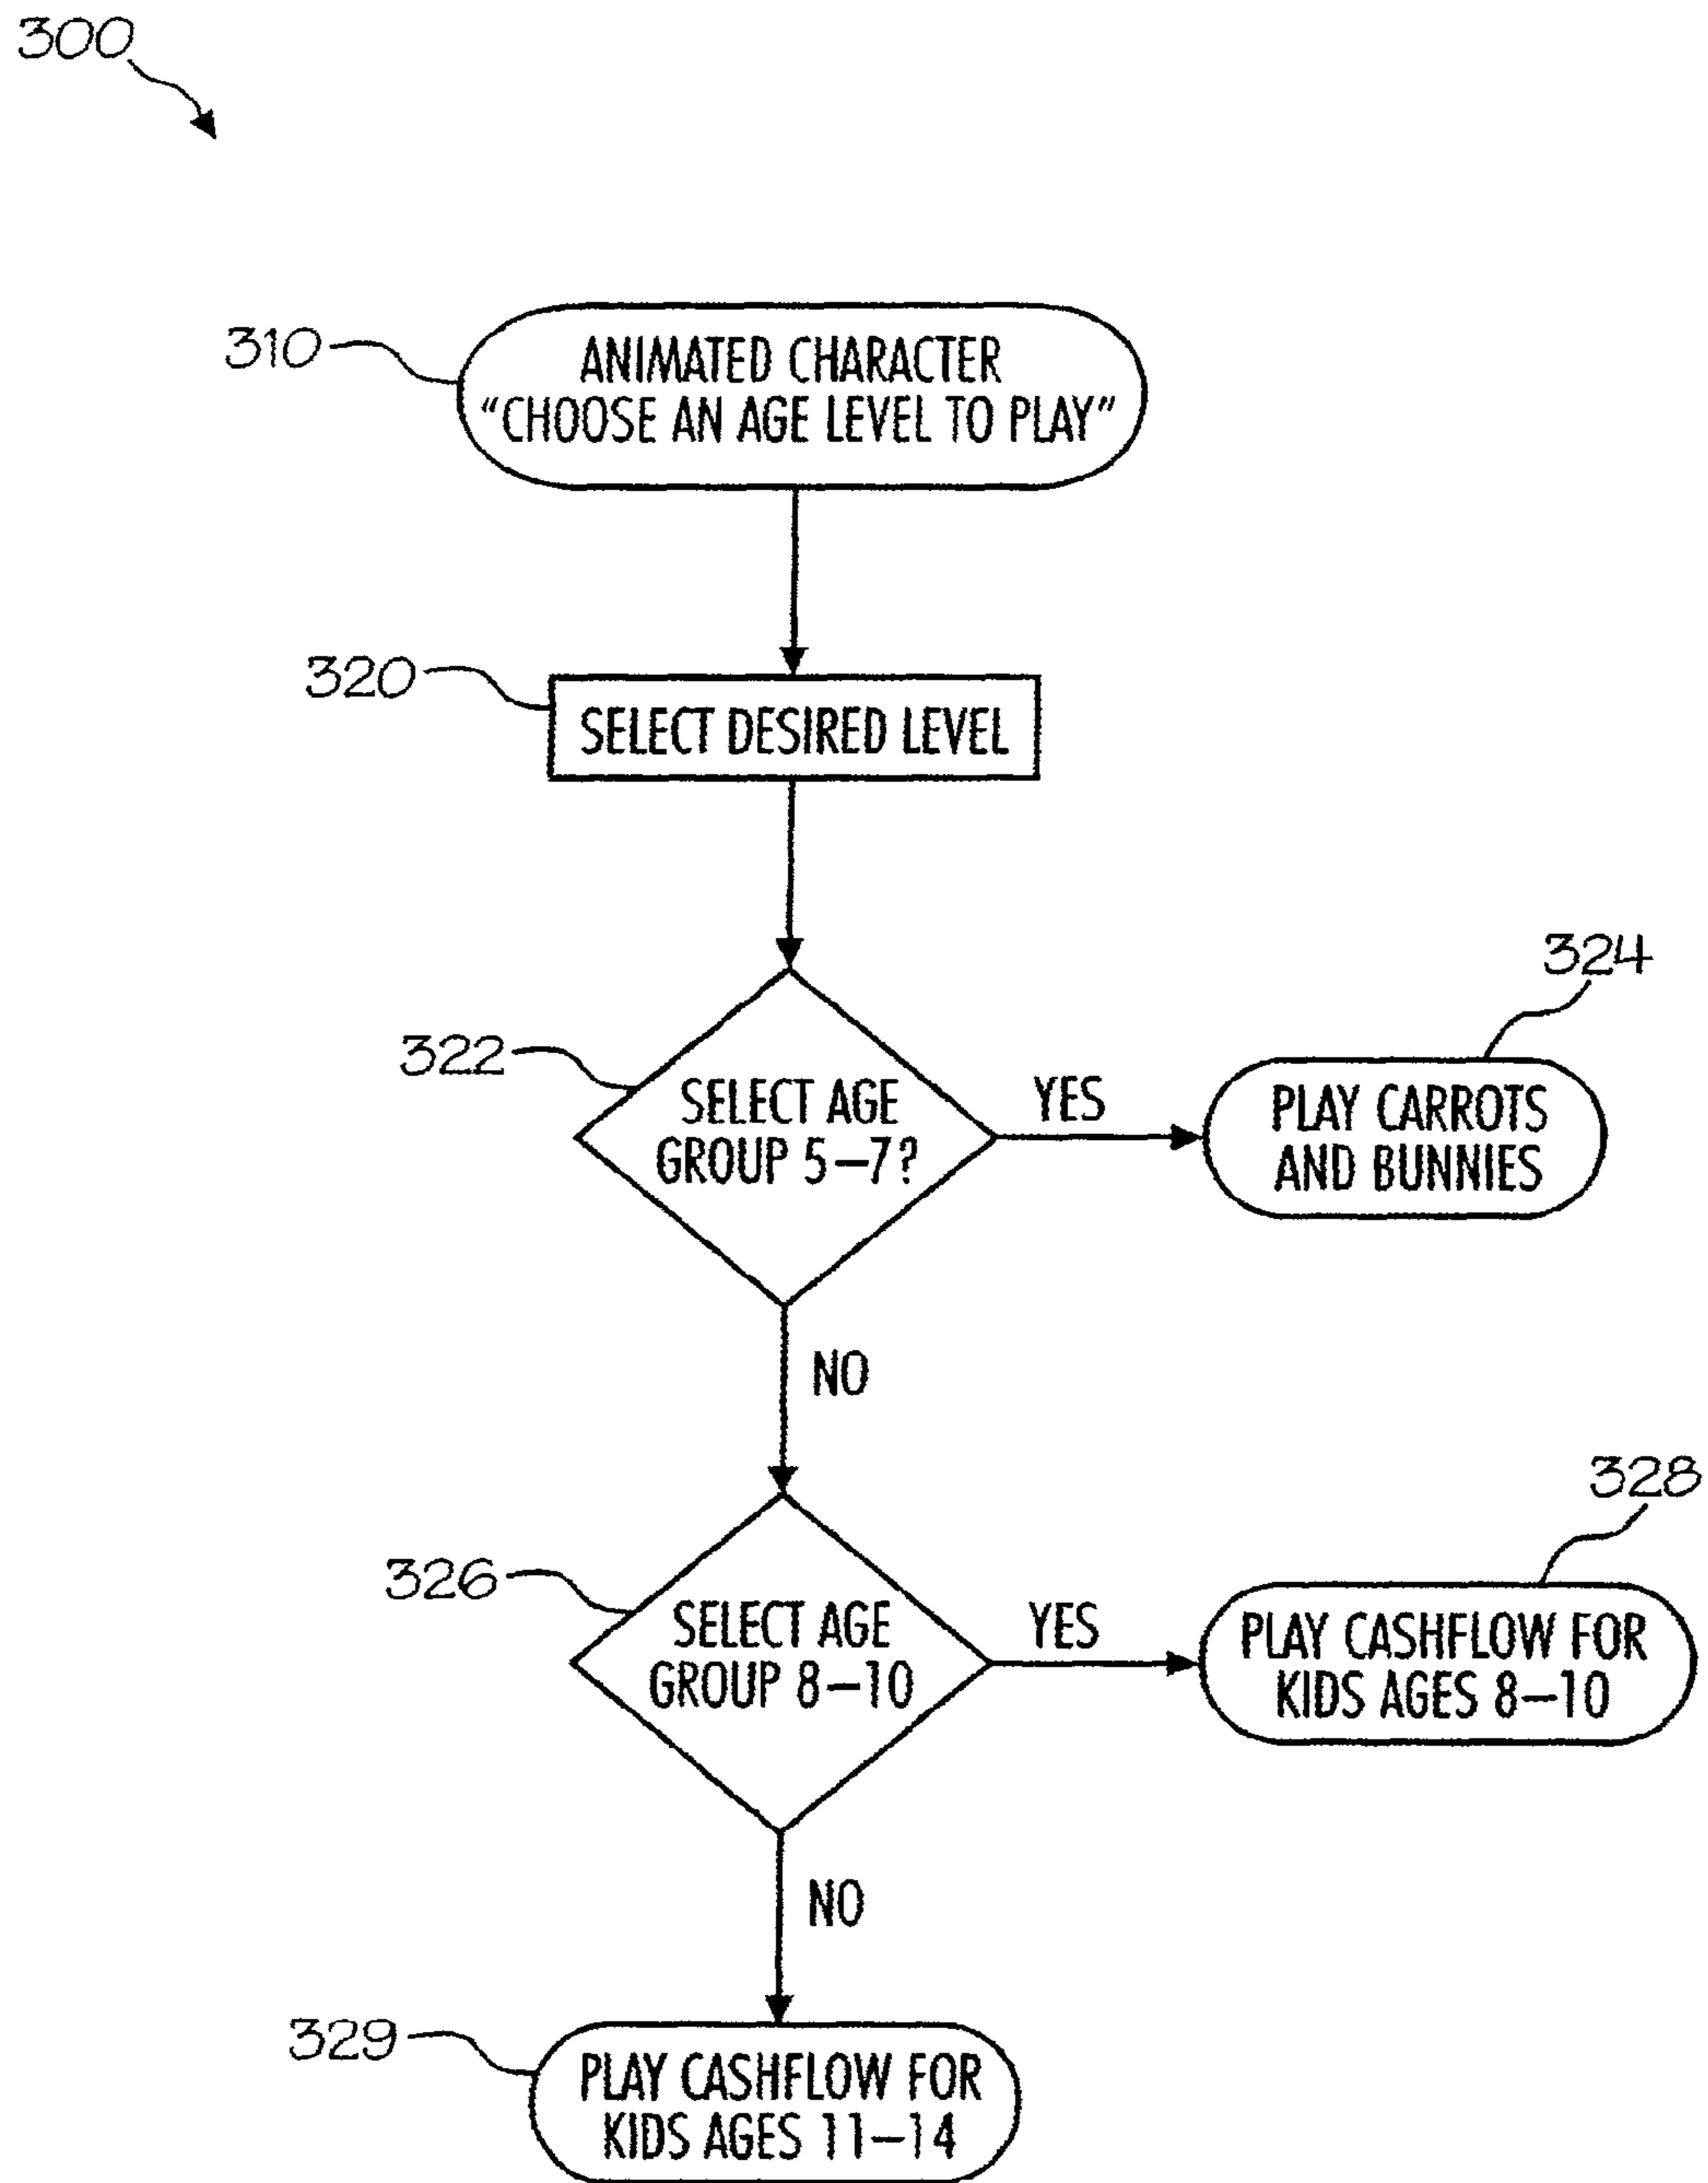 300
310
ANIMATED CHARACTER
“CHOOSE AN AGE LEVEL TO PLAY”
320
SELECT DESIRED LEVEL
322
SELECT AGE
GROUP 5–7?
YES
324
PLAY CARROTS
AND BUNNIES
NO
326
SELECT AGE
GROUP 8–10
YES
328
PLAY CASHFLOW FOR
KIDS AGES 8–10
NO
329
PLAY CASHFLOW FOR
KIDS AGES 11–14